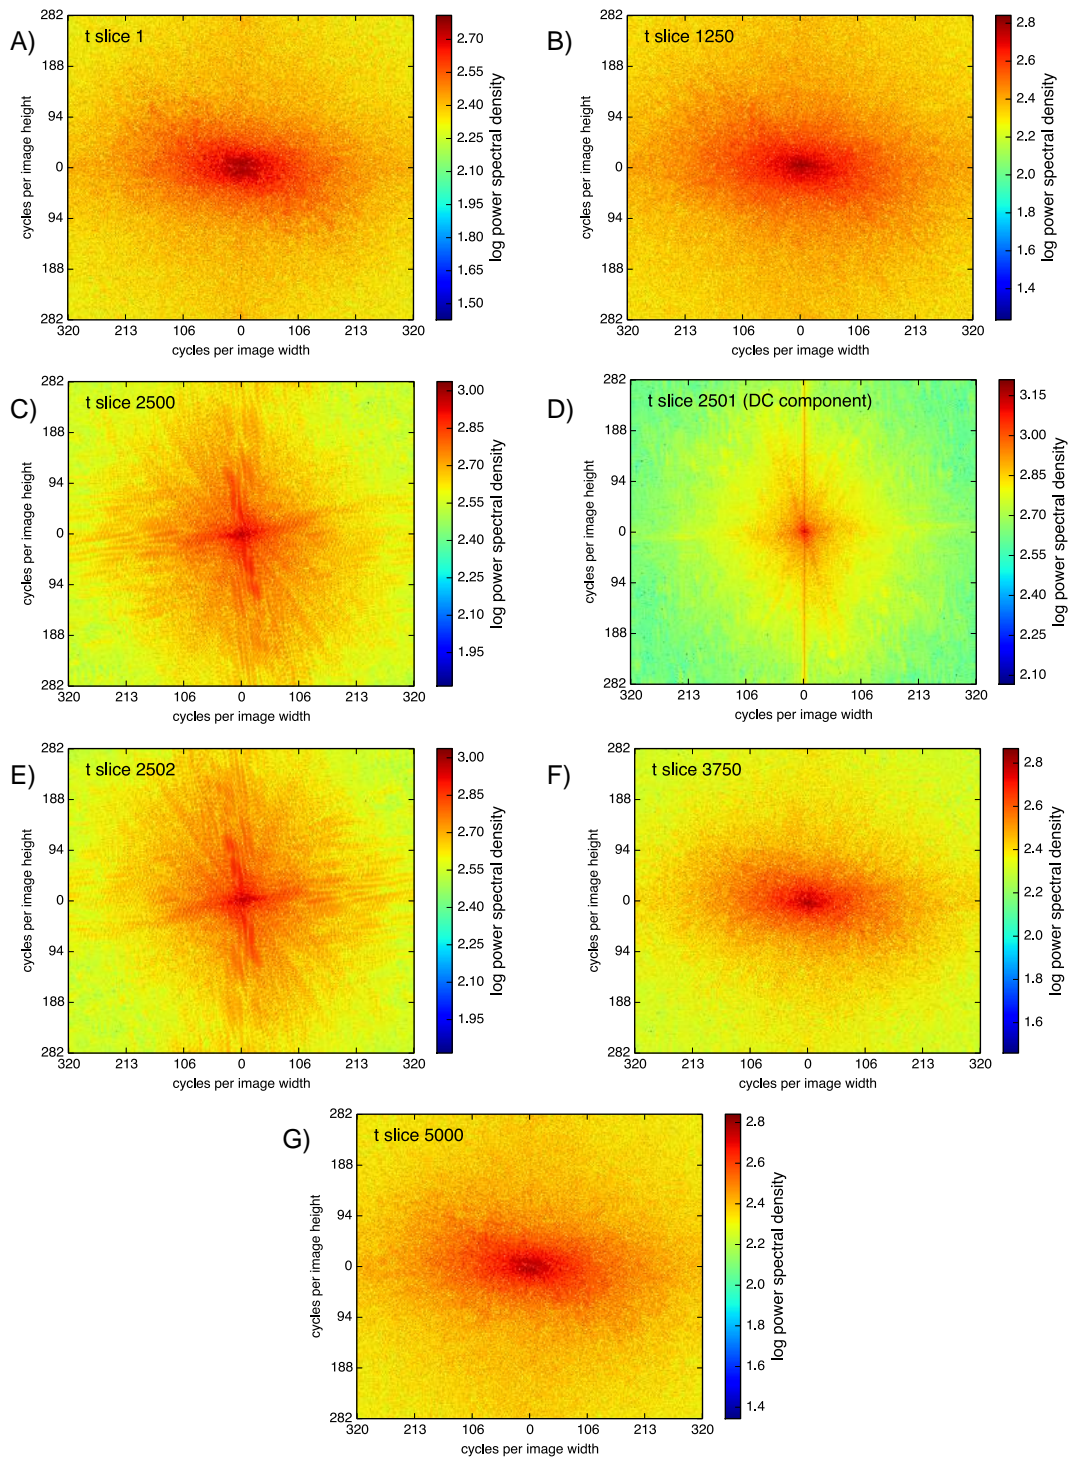 A)
t slice 1
282
188
94
0
94
188
282
320 213 106 0 106 213 320
cycles per image width
cycles per image height
2.70
2.55
2.40
2.25
2.10
1.95
1.80
1.65
1.50
log power spectral density
B)
t slice 1250
282
188
94
0
94
188
282
320 213 106 0 106 213 320
cycles per image width
cycles per image height
2.8
2.6
2.4
2.2
2.0
1.8
1.6
1.4
log power spectral density
C)
t slice 2500
282
188
94
0
94
188
282
320 213 106 0 106 213 320
cycles per image width
cycles per image height
3.00
2.85
2.70
2.55
2.40
2.25
2.10
1.95
log power spectral density
D)
t slice 2501 (DC component)
282
188
94
0
94
188
282
320 213 106 0 106 213 320
cycles per image width
cycles per image height
3.15
3.00
2.85
2.70
2.55
2.40
2.25
2.10
log power spectral density
E)
t slice 2502
282
188
94
0
94
188
282
320 213 106 0 106 213 320
cycles per image width
cycles per image height
3.00
2.85
2.70
2.55
2.40
2.25
2.10
1.95
log power spectral density
F)
t slice 3750
282
188
94
0
94
188
282
320 213 106 0 106 213 320
cycles per image width
cycles per image height
2.8
2.6
2.4
2.2
2.0
1.8
1.6
log power spectral density
G)
t slice 5000
282
188
94
0
94
188
282
320 213 106 0 106 213 320
cycles per image width
cycles per image height
2.8
2.6
2.4
2.2
2.0
1.8
1.6
1.4
log power spectral density